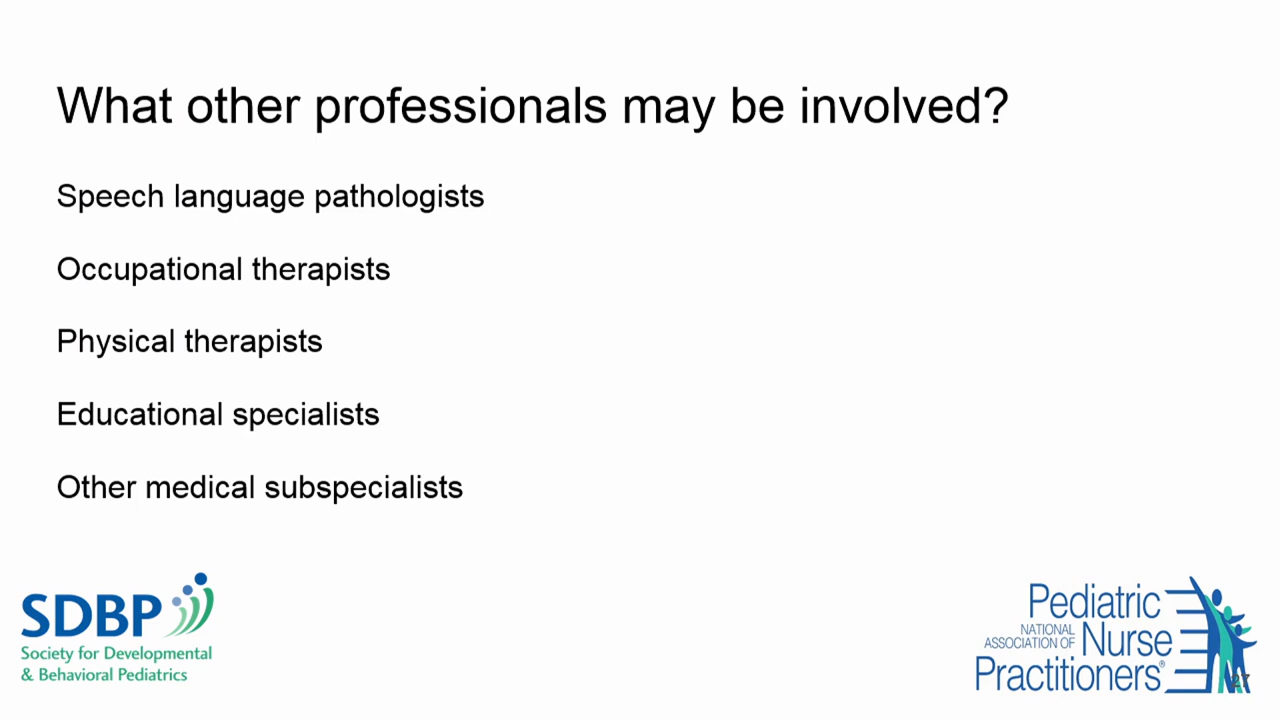 What other professionals may be involved?
Speech language pathologists
Occupational therapists
Physical therapists
Educational specialists
Other medical subspecialists
SDBP
Society for Developmental
& Behavioral Pediatrics
Pediatric
NATIONAL
ASSOCIATION OF
Nurse
Practitioners®
27